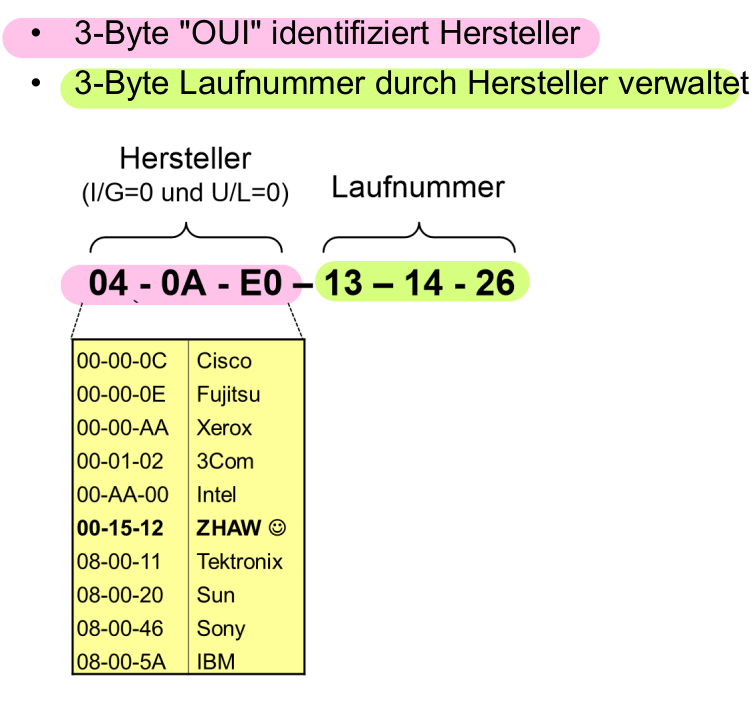 • 3-Byte "OUI" identifiziert Hersteller
• 3-Byte Laufnummer durch Hersteller verwaltet
Hersteller
(I/G=0 und U/L=0)
Laufnummer
04 - 0A - E0 – 13 – 14 - 26
00-00-0C Cisco
00-00-0E Fujitsu
00-00-AA Xerox
00-01-02 3Com
00-AA-00 Intel
00-15-12 ZHAW ☺
08-00-11 Tektronix
08-00-20 Sun
08-00-46 Sony
08-00-5A IBM